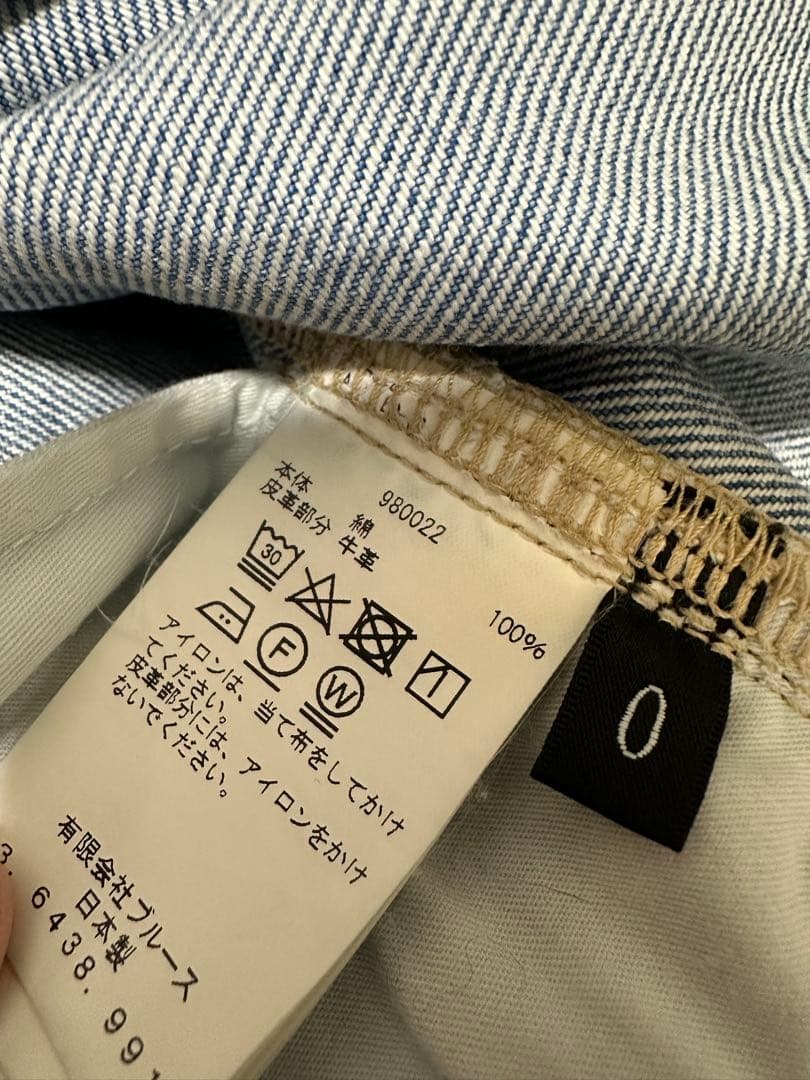 980022
本体 綿 100%
皮革部分 牛革
30
F W
アイロンは、当て布をしてかけ
てください。
皮革部分には、アイロンをかけ
ないでください。
有限会社ブルース
日本製
3.6438.991
0